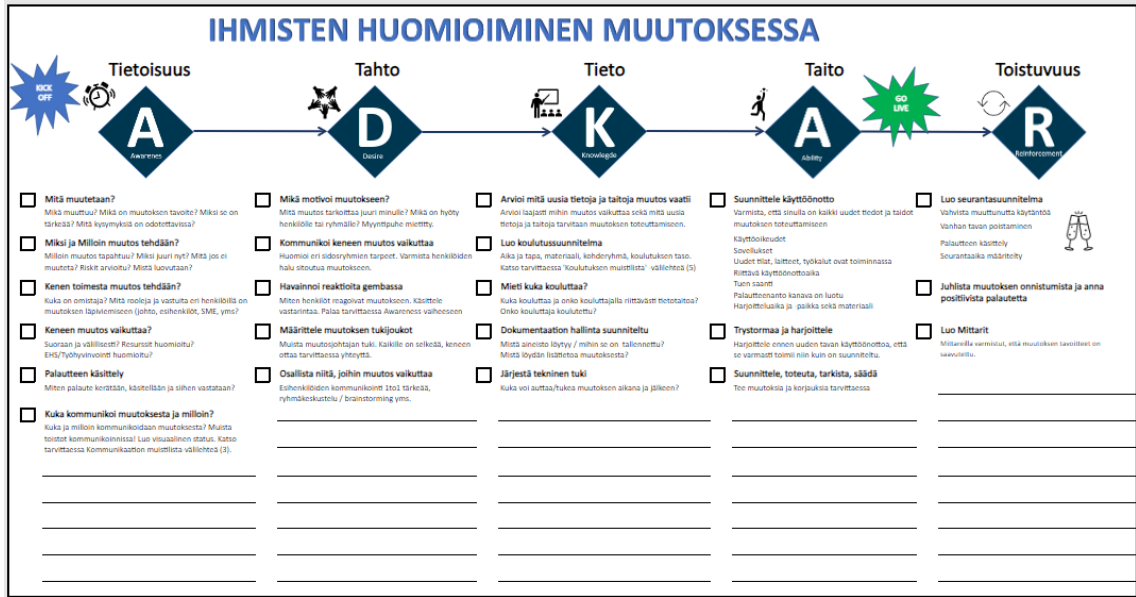 IHMISTEN HUOMIOIMINEN MUUTOKSESSA
KICK
OFF
Tietoisuus
A
Awarenes
Tahto
D
Desire
Tieto
K
Knowlegde
Taito
A
Ability
GO
LIVE
Toistuvuus
R
Reinforcement
Mitä muutetaan?
Mikä muuttuu? Mikä on muutoksen tavoite? Miksi se on
tärkeää? Mitä kysymyksiä on odotettavissa?
Miksi ja Milloin muutos tehdään?
Milloin muutos tapahtuu? Miksi juuri nyt? Mitä jos ei
muuteta? Riskit arvioitu? Mistä luovutaan?
Kenen toimesta muutos tehdään?
Kuka on omistaja? Mitä rooleja ja vastuita eri henkilöillä on
muutoksen läpiviemiseen (johto, esihenkilöt, SME, yms?
Keneen muutos vaikuttaa?
Suoraan ja välillisesti? Resurssit huomioitu?
EHS/Työhyvinvointi huomioitu?
Palautteen käsittely
Miten palaute kerätään, käsitellään ja siihen vastataan?
Kuka kommunikoi muutoksesta ja milloin?
Kuka ja milloin kommunikoidaan muutoksesta? Muista
toistot kommunikoinnissa! Luo visuaalinen status. Katso
tarvittaessa Kommunikaation muistilista-välilehteä (3).
Mikä motivoi muutokseen?
Mitä muutos tarkoittaa juuri minulle? Mikä on hyöty
henkilölle tai ryhmälle? Myyntipuhe mietitty.
Kommunikoi keneen muutos vaikuttaa
Huomioi eri sidosryhmien tarpeet. Varmista henkilöiden
halu sitoutua muutokseen.
Havainnoi reaktioita gembassa
Miten henkilöt reagoivat muutokseen. Käsittele
vastarintaa. Palaa tarvittaessa Awareness vaiheeseen
Määrittele muutoksen tukijoukot
Muista muutosjohtajan tuki. Kaikille on selkeää, keneen
ottaa tarvittaessa yhteyttä.
Osallista niitä, joihin muutos vaikuttaa
Esihenkilöiden kommunikointi 1to1 tärkeää,
ryhmäkeskustelu / brainstorming yms.
Arvioi mitä uusia tietoja ja taitoja muutos vaatii
Arvioi laajasti mihin muutos vaikuttaa sekä mitä uusia
tietoja ja taitoja tarvitaan muutoksen toteuttamiseen.
Luo koulutussuunnitelma
Aika ja tapa, materiaali, kohderyhmä, koulutuksen taso.
Katso tarvittaessa 'Koulutuksen muistilista' välilehteä (5)
Mieti kuka kouluttaa?
Kuka kouluttaa ja onko kouluttajalla riittävästi tietotaitoa?
Onko kouluttaja koulutettu?
Dokumentaation hallinta suunniteltu
Mistä aineisto löytyy / mihin se on tallennettu?
Mistä löydän lisätietoa muutoksesta?
Järjestä tekninen tuki
Kuka voi auttaa/tukea muutoksen aikana ja jälkeen?
Suunnittele käyttöönotto
Varmista, että sinulla on kaikki uudet tiedot ja taidot
muutoksen toteuttamiseen
Käyttöoikeudet
Sovellukset
Uudet tilat, laitteet, työkalut ovat toiminnassa
Riittävä käyttöönottoaika
Tuen saanti
Palautteenanto kanava on luotu
Harjoitteluaika ja paikka sekä materiaali
Trystormaa ja harjoittele
Harjoittele ennen uuden tavan käyttöönottoa, että
se varmasti toimii niin kuin on suunniteltu.
Suunnittele, toteuta, tarkista, säädä
Tee muutoksia ja korjauksia tarvittaessa
Luo seurantasuunnitelma
Vahvista muuttunutta käytäntöä
Vanhan tavan poistaminen
Palautteen käsittely
Seurantaaika määritelty
Juhlista muutoksen onnistumista ja anna
positiivista palautetta
Luo Mittarit
Mittareilla varmistut, että muutoksen tavoitteet on
saavutettu.